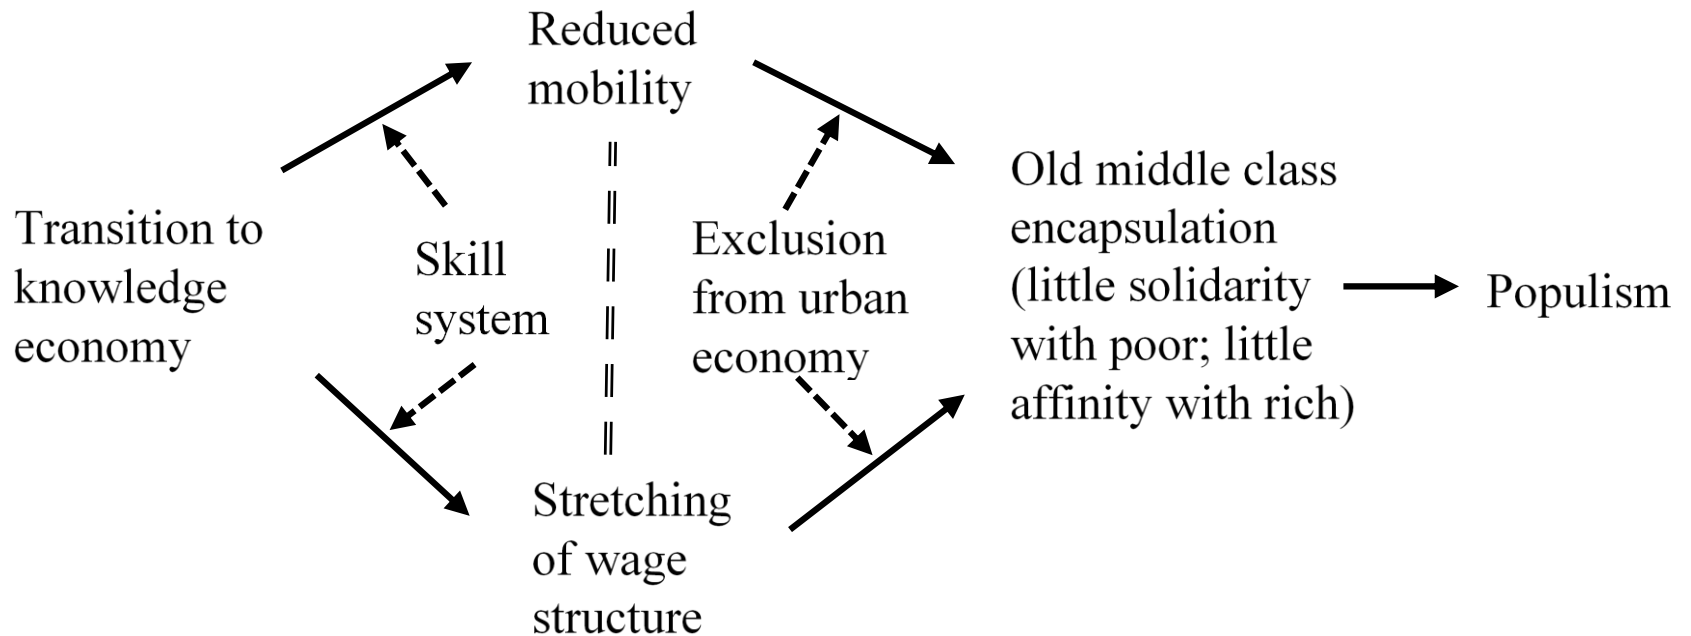 Reduced
mobility
Transition to
knowledge
economy
Skill
system
Exclusion
from urban
economy
Stretching
of wage
structure
Old middle class
encapsulation
(little solidarity
with poor; little
affinity with rich)
Populism